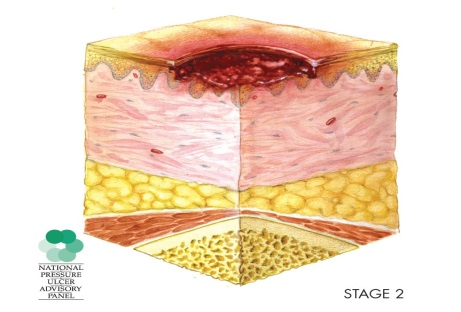 NATIONAL
PRESSURE
ULCER
ADVISORY
PANEL
STAGE 2